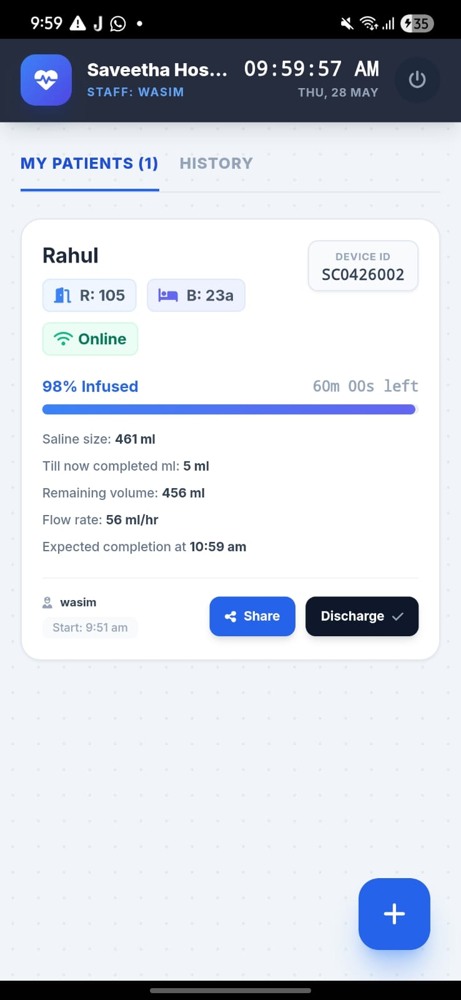 9:59
35
Saveetha Hos... 09:59:57 AM
STAFF: WASIM THU, 28 MAY
MY PATIENTS (1) HISTORY
Rahul
DEVICE ID
SC0426002
R: 105 B: 23a
Online
98% Infused 60m 00s left
Saline size: 461 ml
Till now completed ml: 5 ml
Remaining volume: 456 ml
Flow rate: 56 ml/hr
Expected completion at 10:59 am
wasim
Start: 9:51 am
Share Discharge